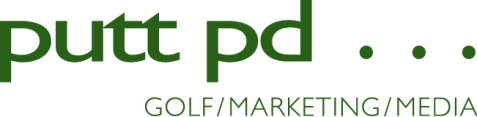 putt pd . . .
GOLF/MARKETING/MEDIA